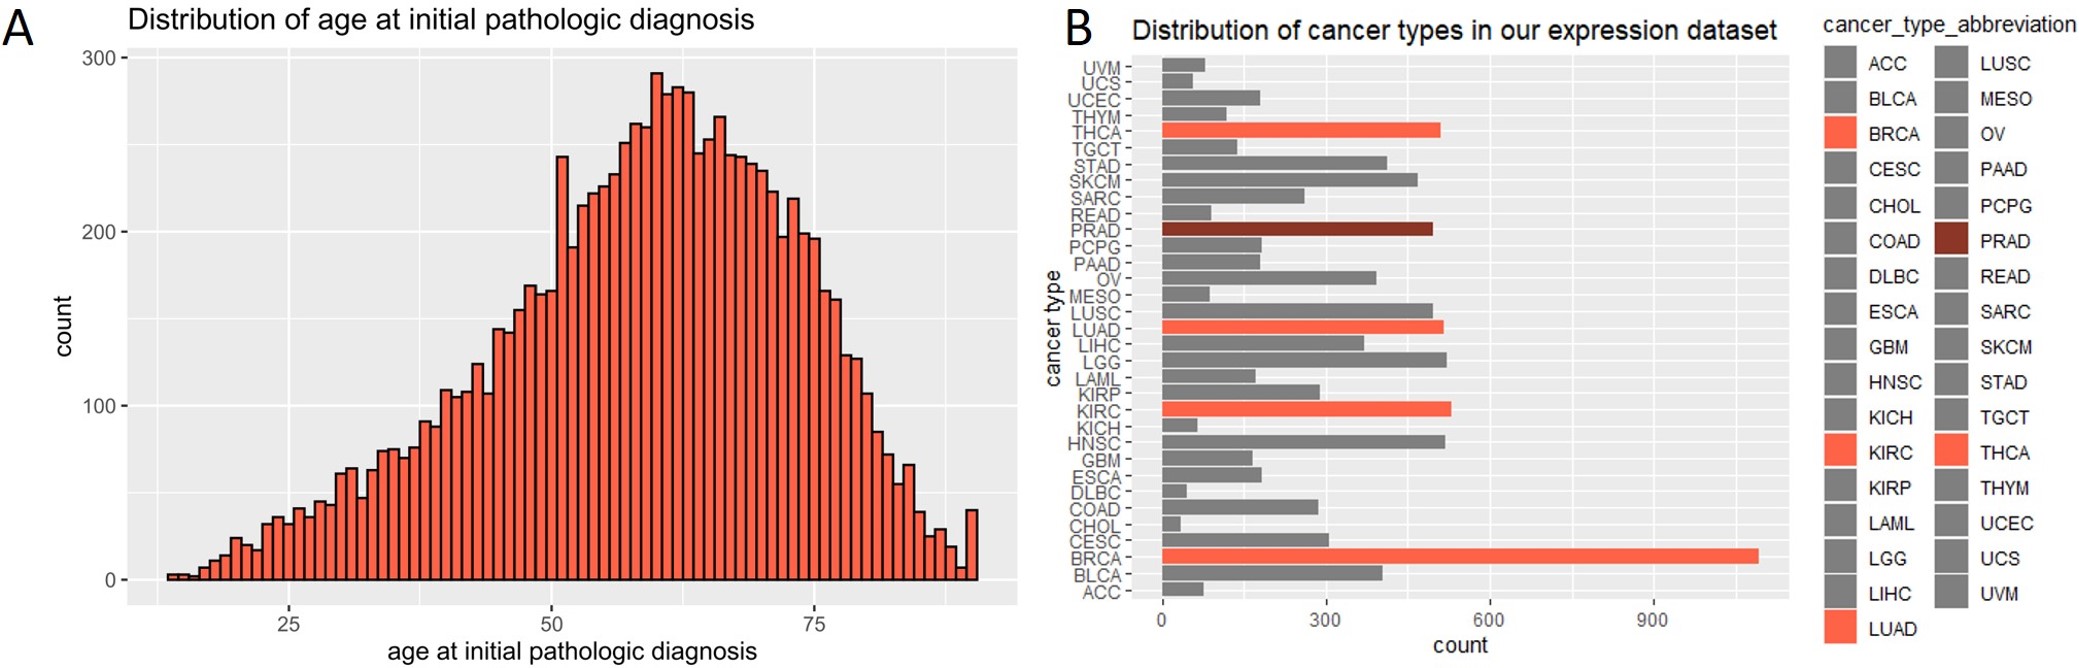 A
Distribution of age at initial pathologic diagnosis
300
200
100
0
count
25 50 75
age at initial pathologic diagnosis
B
Distribution of cancer types in our expression dataset
cancer type
UVM
UCS
UCEC
THYM
THCA
TGCT
STAD
SKCM
SARC
READ
PRAD
PCPG
PAAD
OV
MESO
LUSC
LUAD
LIHC
LGG
LAML
KIRP
KIRC
KICH
HNSC
GBM
ESCA
DLBC
COAD
CHOL
CESC
BRCA
BLCA
ACC
0 300 600 900
count
cancer_type_abbreviation
ACC LUSC
BLCA MESO
BRCA OV
CESC PAAD
CHOL PCPG
COAD PRAD
DLBC READ
ESCA SARC
GBM SKCM
HNSC STAD
KICH TGCT
KIRC THCA
KIRP THYM
LAML UCEC
LGG UCS
LIHC UVM
LUAD